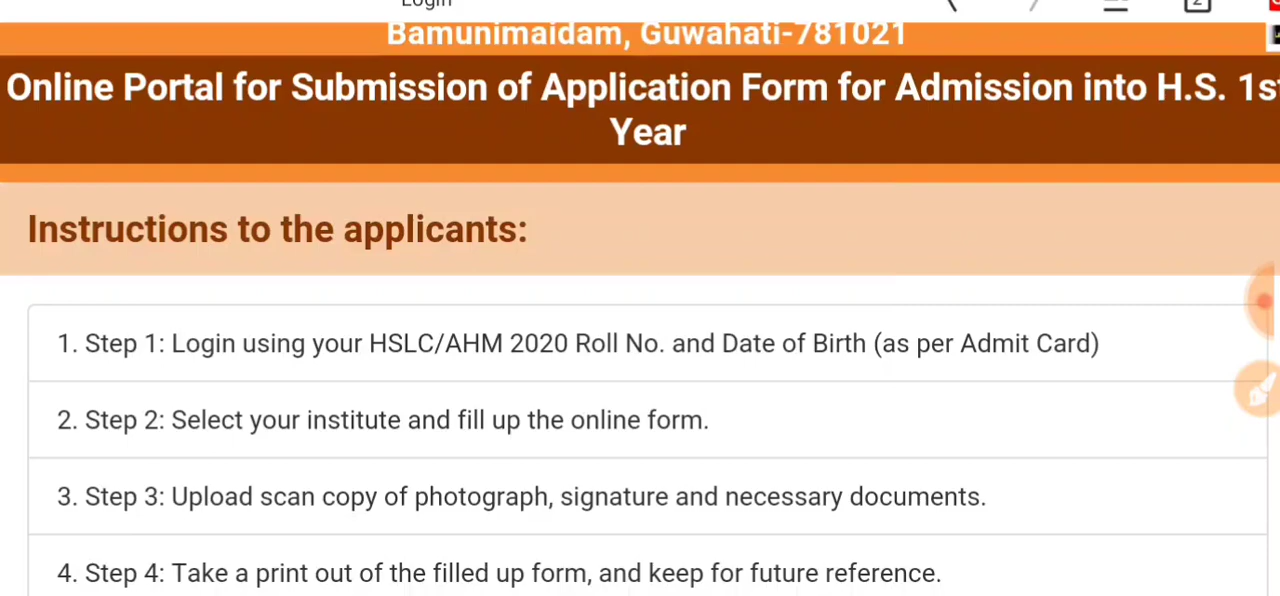 Login
2
Bamunimaidam, Guwahati-781021
Online Portal for Submission of Application Form for Admission into H.S. 1s
Year
Instructions to the applicants:
1. Step 1: Login using your HSLC/AHM 2020 Roll No. and Date of Birth (as per Admit Card)
2. Step 2: Select your institute and fill up the online form.
3. Step 3: Upload scan copy of photograph, signature and necessary documents.
4. Step 4: Take a print out of the filled up form, and keep for future reference.